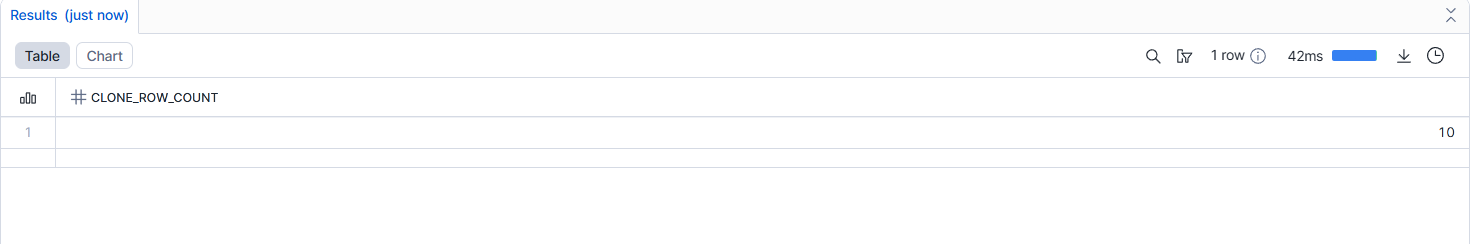 Results (just now)
Table Chart 1 row 42ms
CLONE_ROW_COUNT
1 10